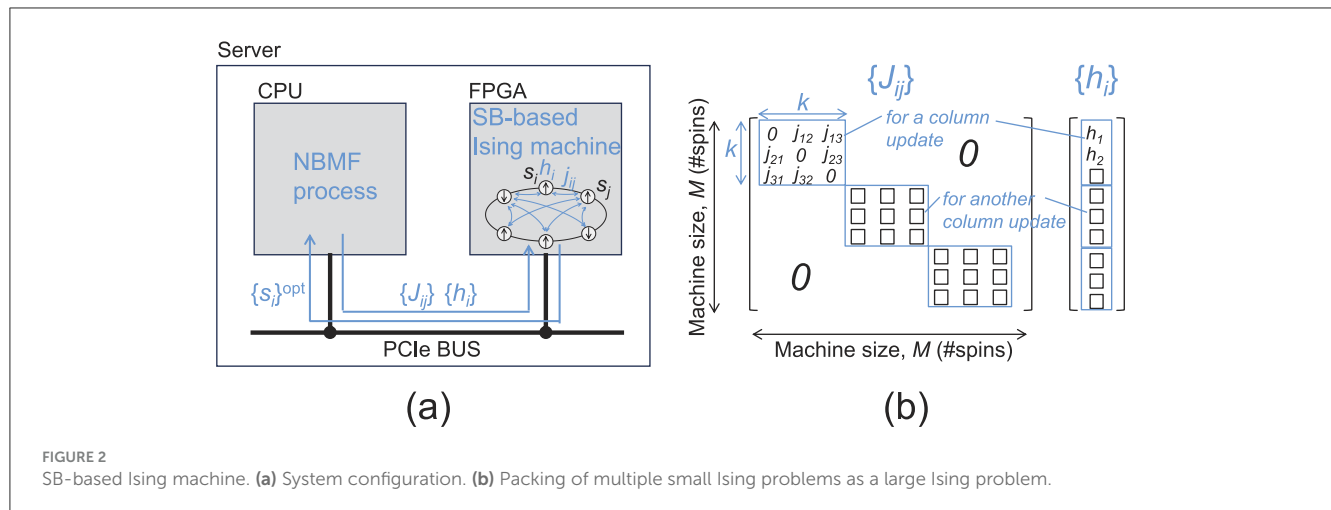 Server
CPU
NBMF
process
FPGA
SB-based
Ising machine
s_i h_i j_ij s_j
{s_i}^opt
{J_ij} {h_i}
PCIe BUS
(a)
{J_ij}
{h_i}
k
k
for a column
update
0 j_12 j_13
j_21 0 j_23
j_31 j_32 0
0
h_1
h_2
for another
column update
0
Machine size, M (#spins)
Machine size, M (#spins)
(b)
FIGURE 2
SB-based Ising machine. (a) System configuration. (b) Packing of multiple small Ising problems as a large Ising problem.